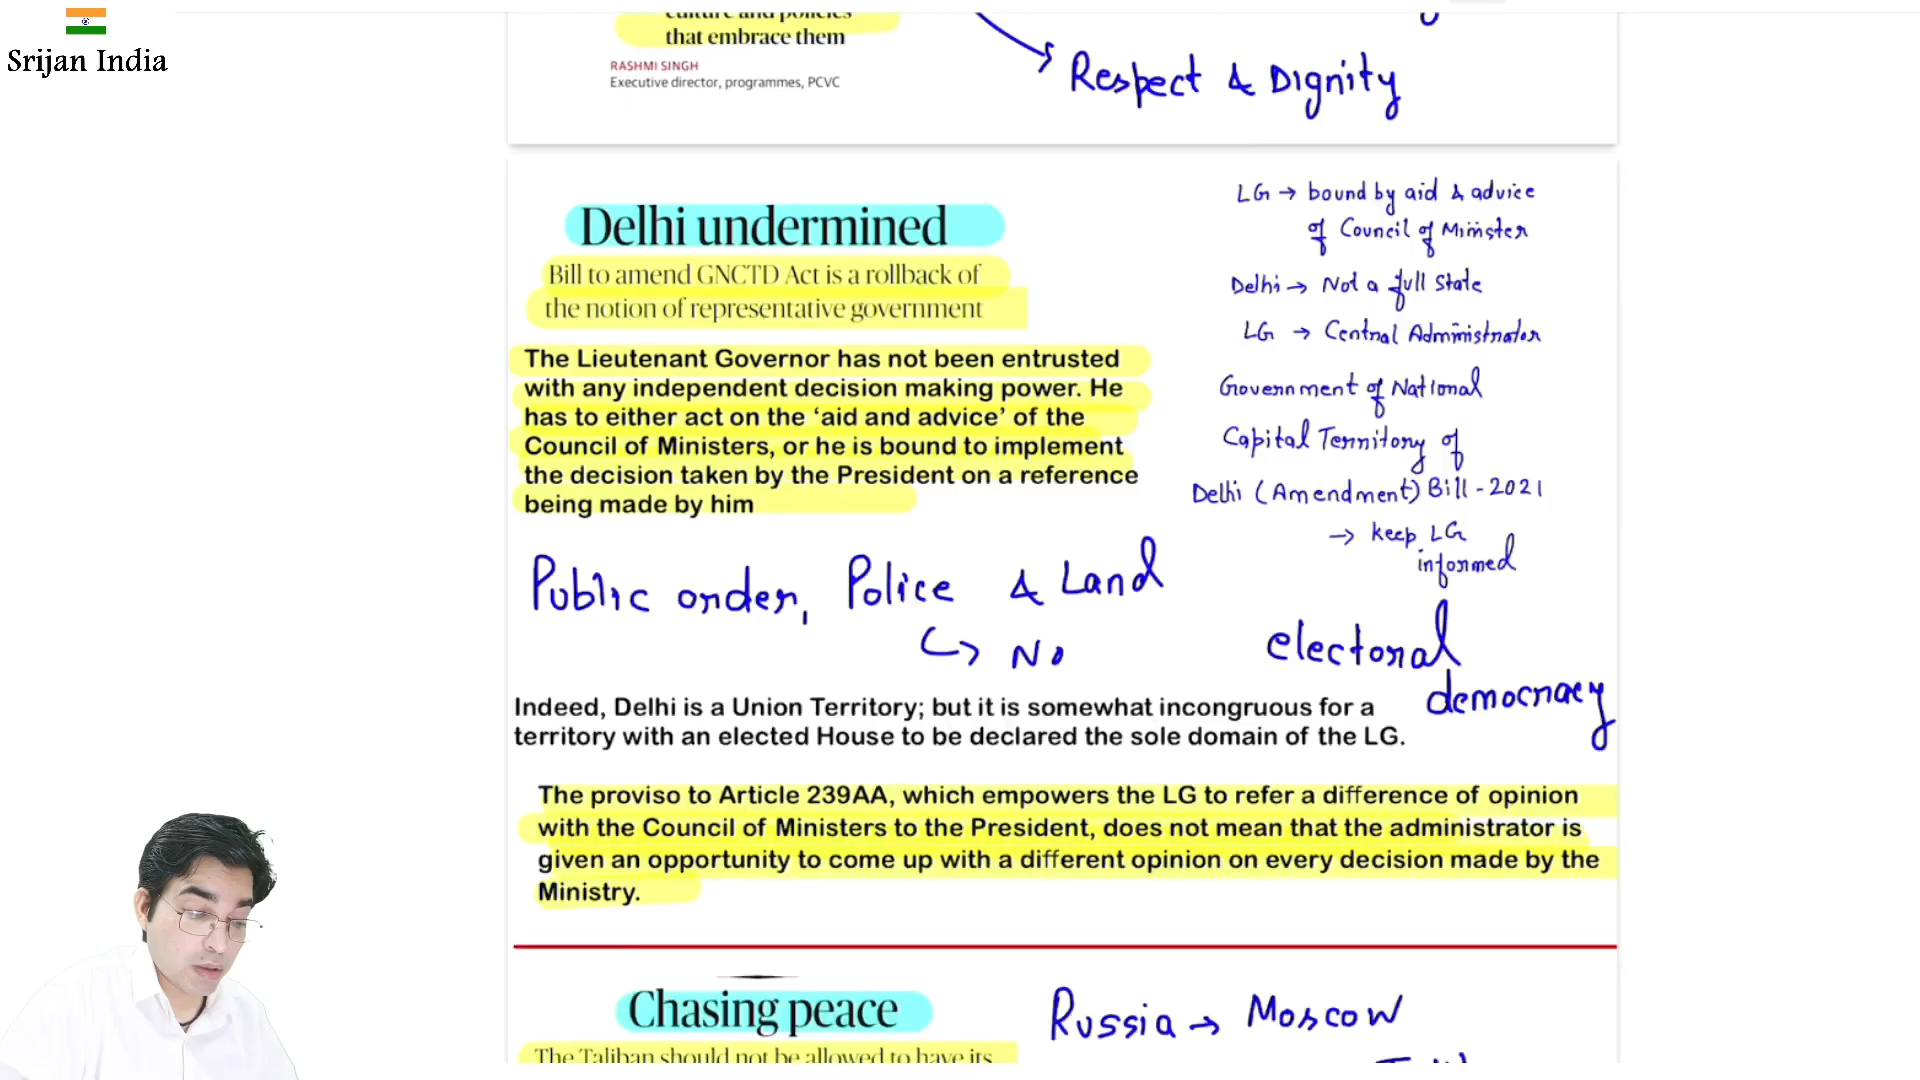 Srijan India
that embrace them
RASHMI SINGH
Executive director, programmes, PCVC
Respect & Dignity
Delhi undermined
Bill to amend GNCTD Act is a rollback of
the notion of representative government
The Lieutenant Governor has not been entrusted
with any independent decision making power. He
has to either act on the ‘aid and advice’ of the
Council of Ministers, or he is bound to implement
the decision taken by the President on a reference
being made by him
LG → bound by aid & advice
of Council of Minister
Delhi → Not a full State
LG → Central Administrator
Government of National
Capital Territory of
Delhi (Amendment) Bill - 2021
→ keep LG
informed
Public order, Police & Land
↪ No
electoral
democracy
Indeed, Delhi is a Union Territory; but it is somewhat incongruous for a
territory with an elected House to be declared the sole domain of the LG.
The proviso to Article 239AA, which empowers the LG to refer a difference of opinion
with the Council of Ministers to the President, does not mean that the administrator is
given an opportunity to come up with a different opinion on every decision made by the
Ministry.
Chasing peace
The Taliban should not be allowed to have its
Russia → Moscow